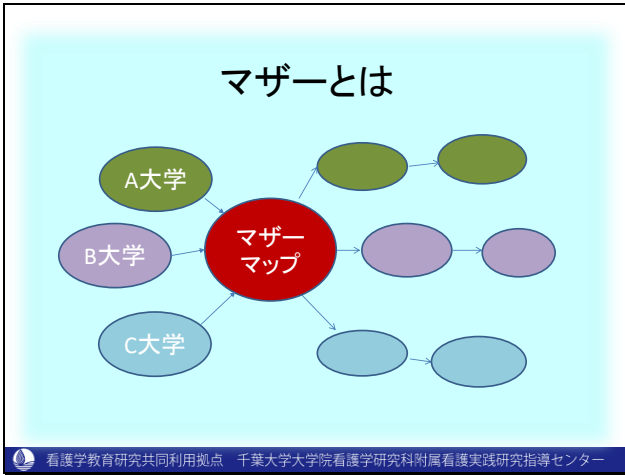 マザーとは
A大学
B大学
C大学
マザー
マップ
看護学教育研究共同利用拠点　千葉大学大学院看護学研究科附属看護実践研究指導センター